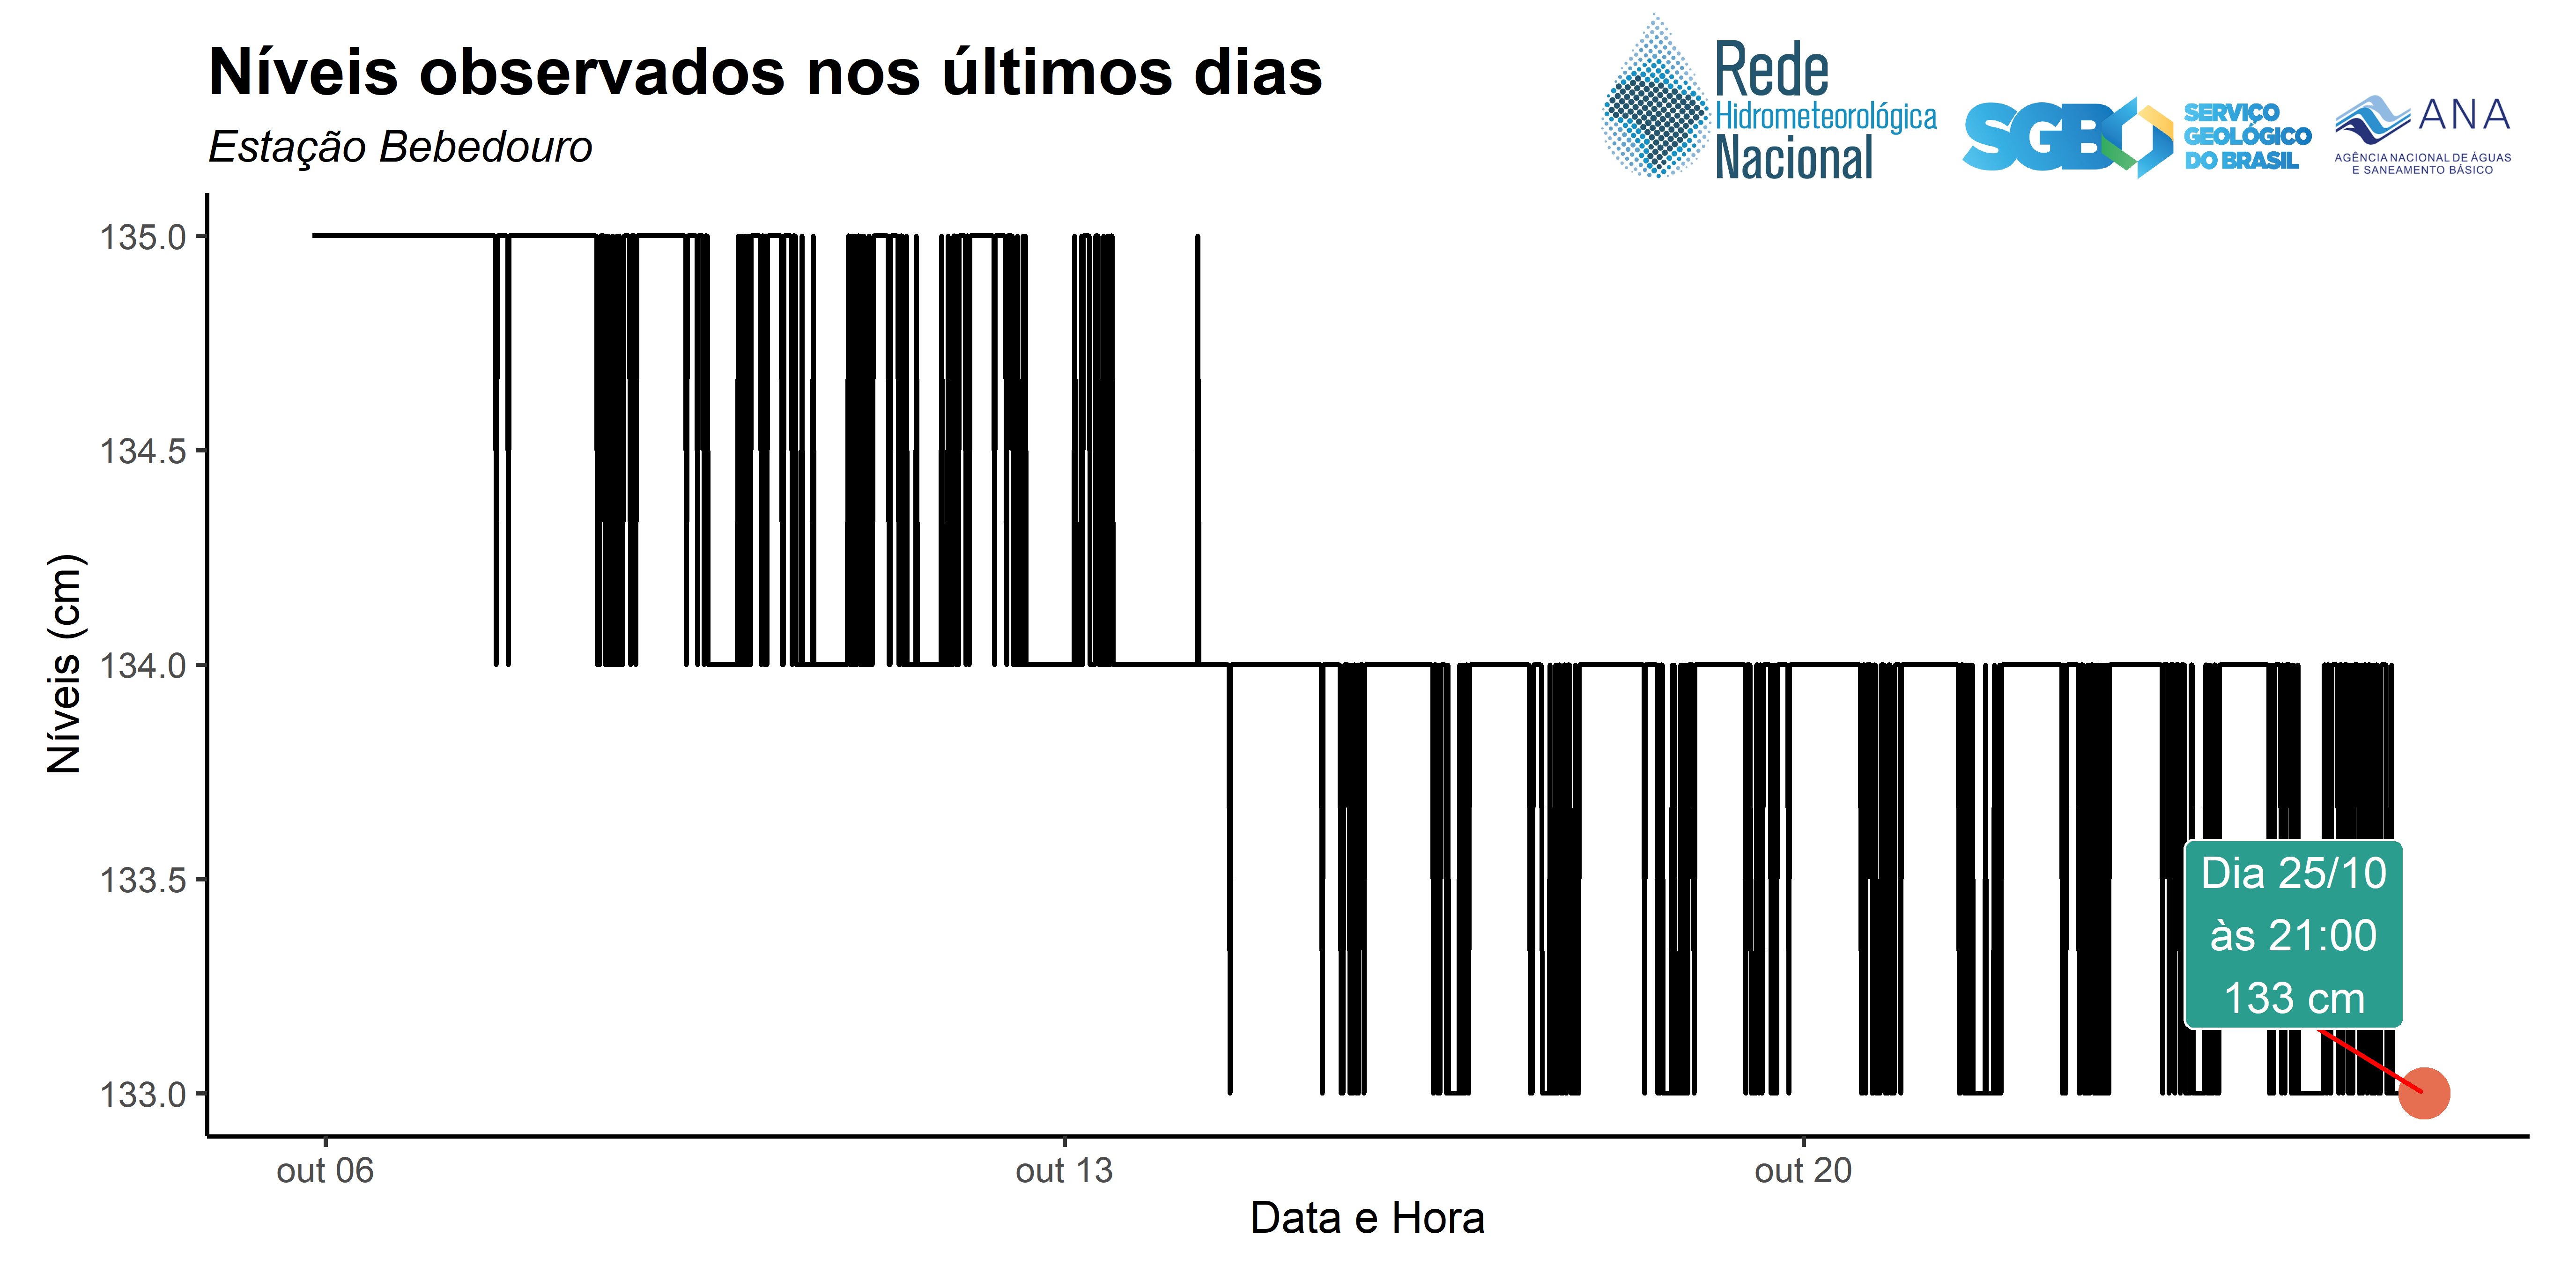 Níveis observados nos últimos dias
Estação Bebedouro
Rede
Hidrometeorológica
Nacional
SGB
SERVIÇO
GEOLÓGICO
DO BRASIL
ANA
AGÊNCIA NACIONAL DE ÁGUAS
E SANEAMENTO BÁSICO
Níveis (cm)
135.0
134.5
134.0
133.5
133.0
Dia 25/10
às 21:00
133 cm
out 06
out 13
out 20
Data e Hora